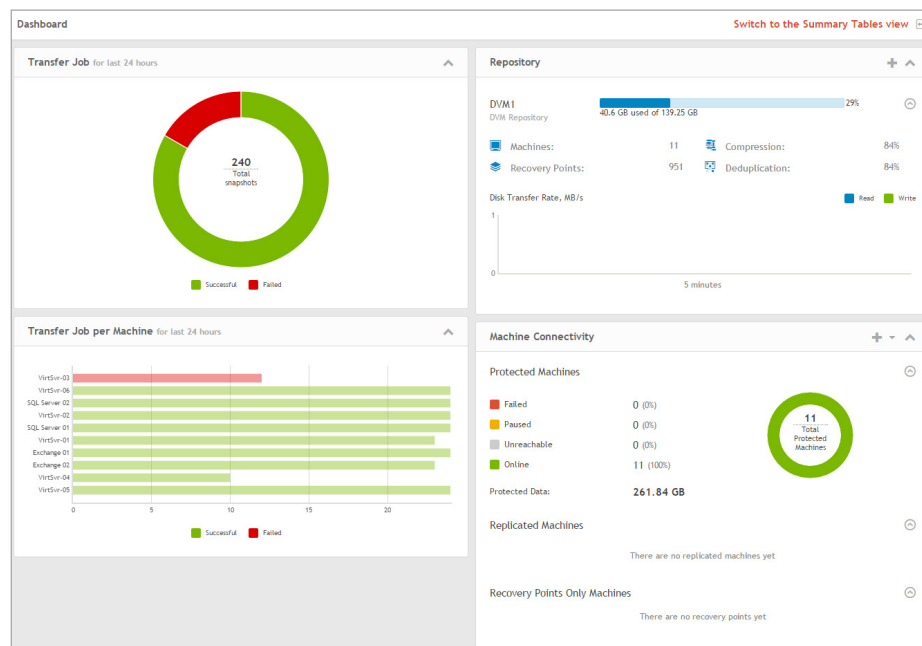 Dashboard
Switch to the Summary Tables view
Transfer Job for last 24 hours
240
Total
snapshots
Successful Failed
Transfer Job per Machine for last 24 hours
VirtSvr-03
VirtSvr-06
SQL Server 02
VirtSvr-02
SQL Server 01
VirtSvr-01
Exchange 01
Exchange 02
VirtSvr-04
VirtSvr-05
0 5 10 15 20
Successful Failed
Repository
DVM1 29%
DVM Repository 40.6 GB used of 139.25 GB
Machines: 11 Compression: 84%
Recovery Points: 951 Deduplication: 84%
Disk Transfer Rate, MB/s Read Write
1
0
5 minutes
Machine Connectivity
Protected Machines
Failed 0 (0%)
Paused 0 (0%)
Unreachable 0 (0%)
Online 11 (100%)
11
Total
Protected
Machines
Protected Data: 261.84 GB
Replicated Machines
There are no replicated machines yet
Recovery Points Only Machines
There are no recovery points yet